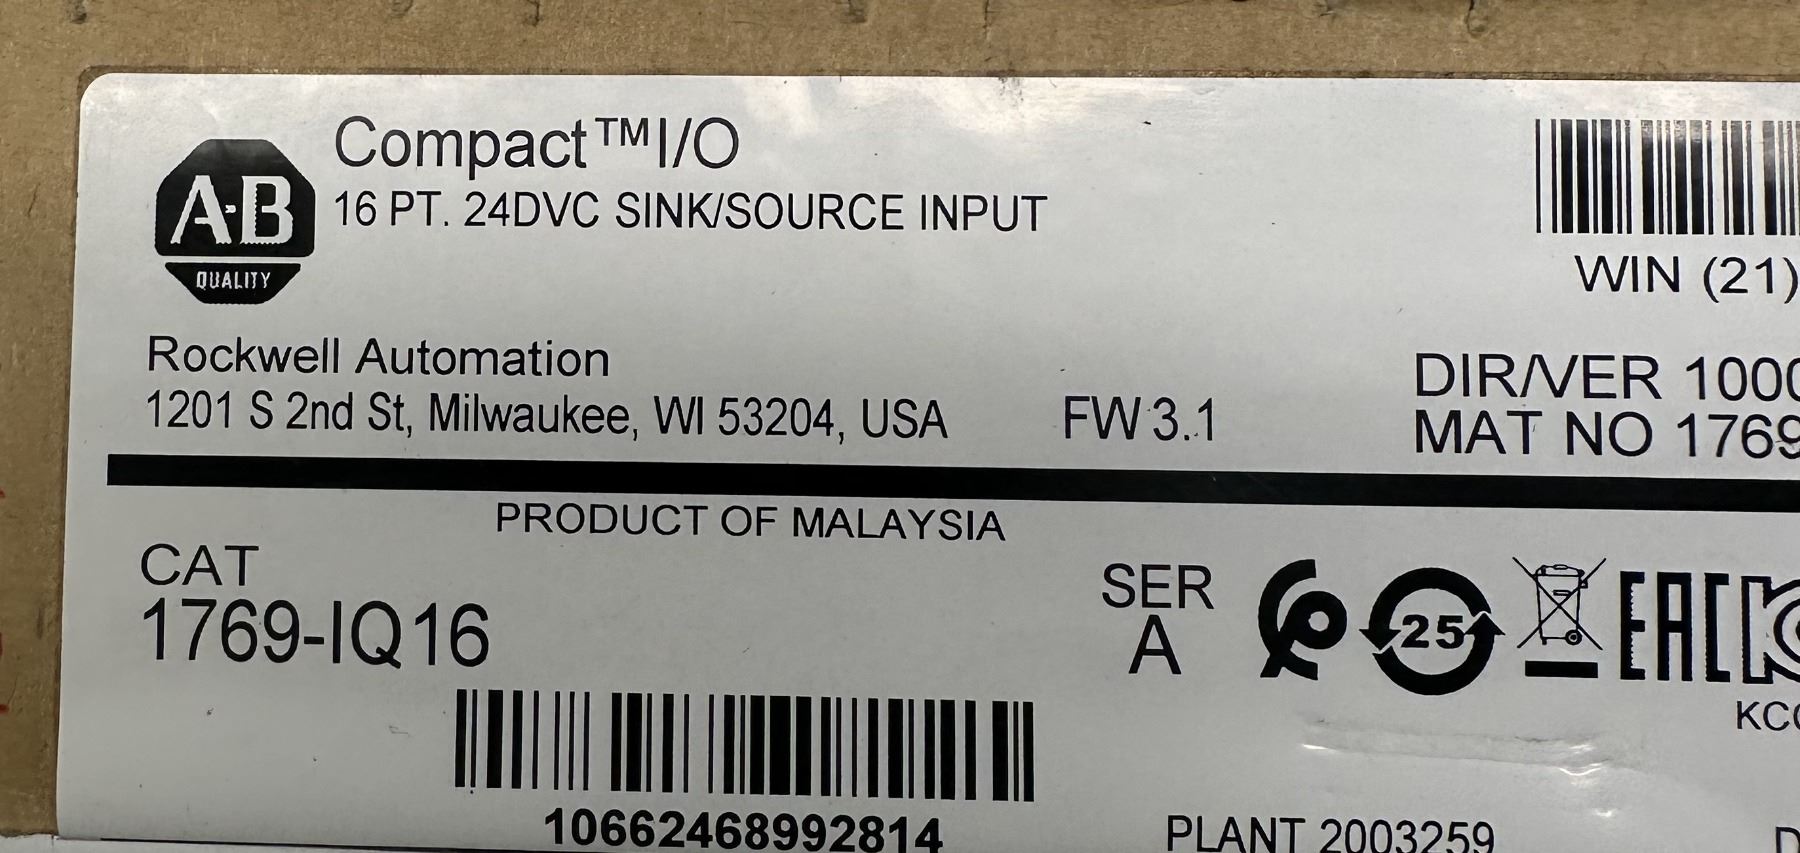 Compact™I/O
16 PT. 24DVC SINK/SOURCE INPUT
A-B
QUALITY
WIN (21)
Rockwell Automation
1201 S 2nd St, Milwaukee, WI 53204, USA
FW 3.1
DIR/VER 1000
MAT NO 1769
PRODUCT OF MALAYSIA
CAT
1769-IQ16
SER
A
25
EAC
10662468992814
PLANT 2003259